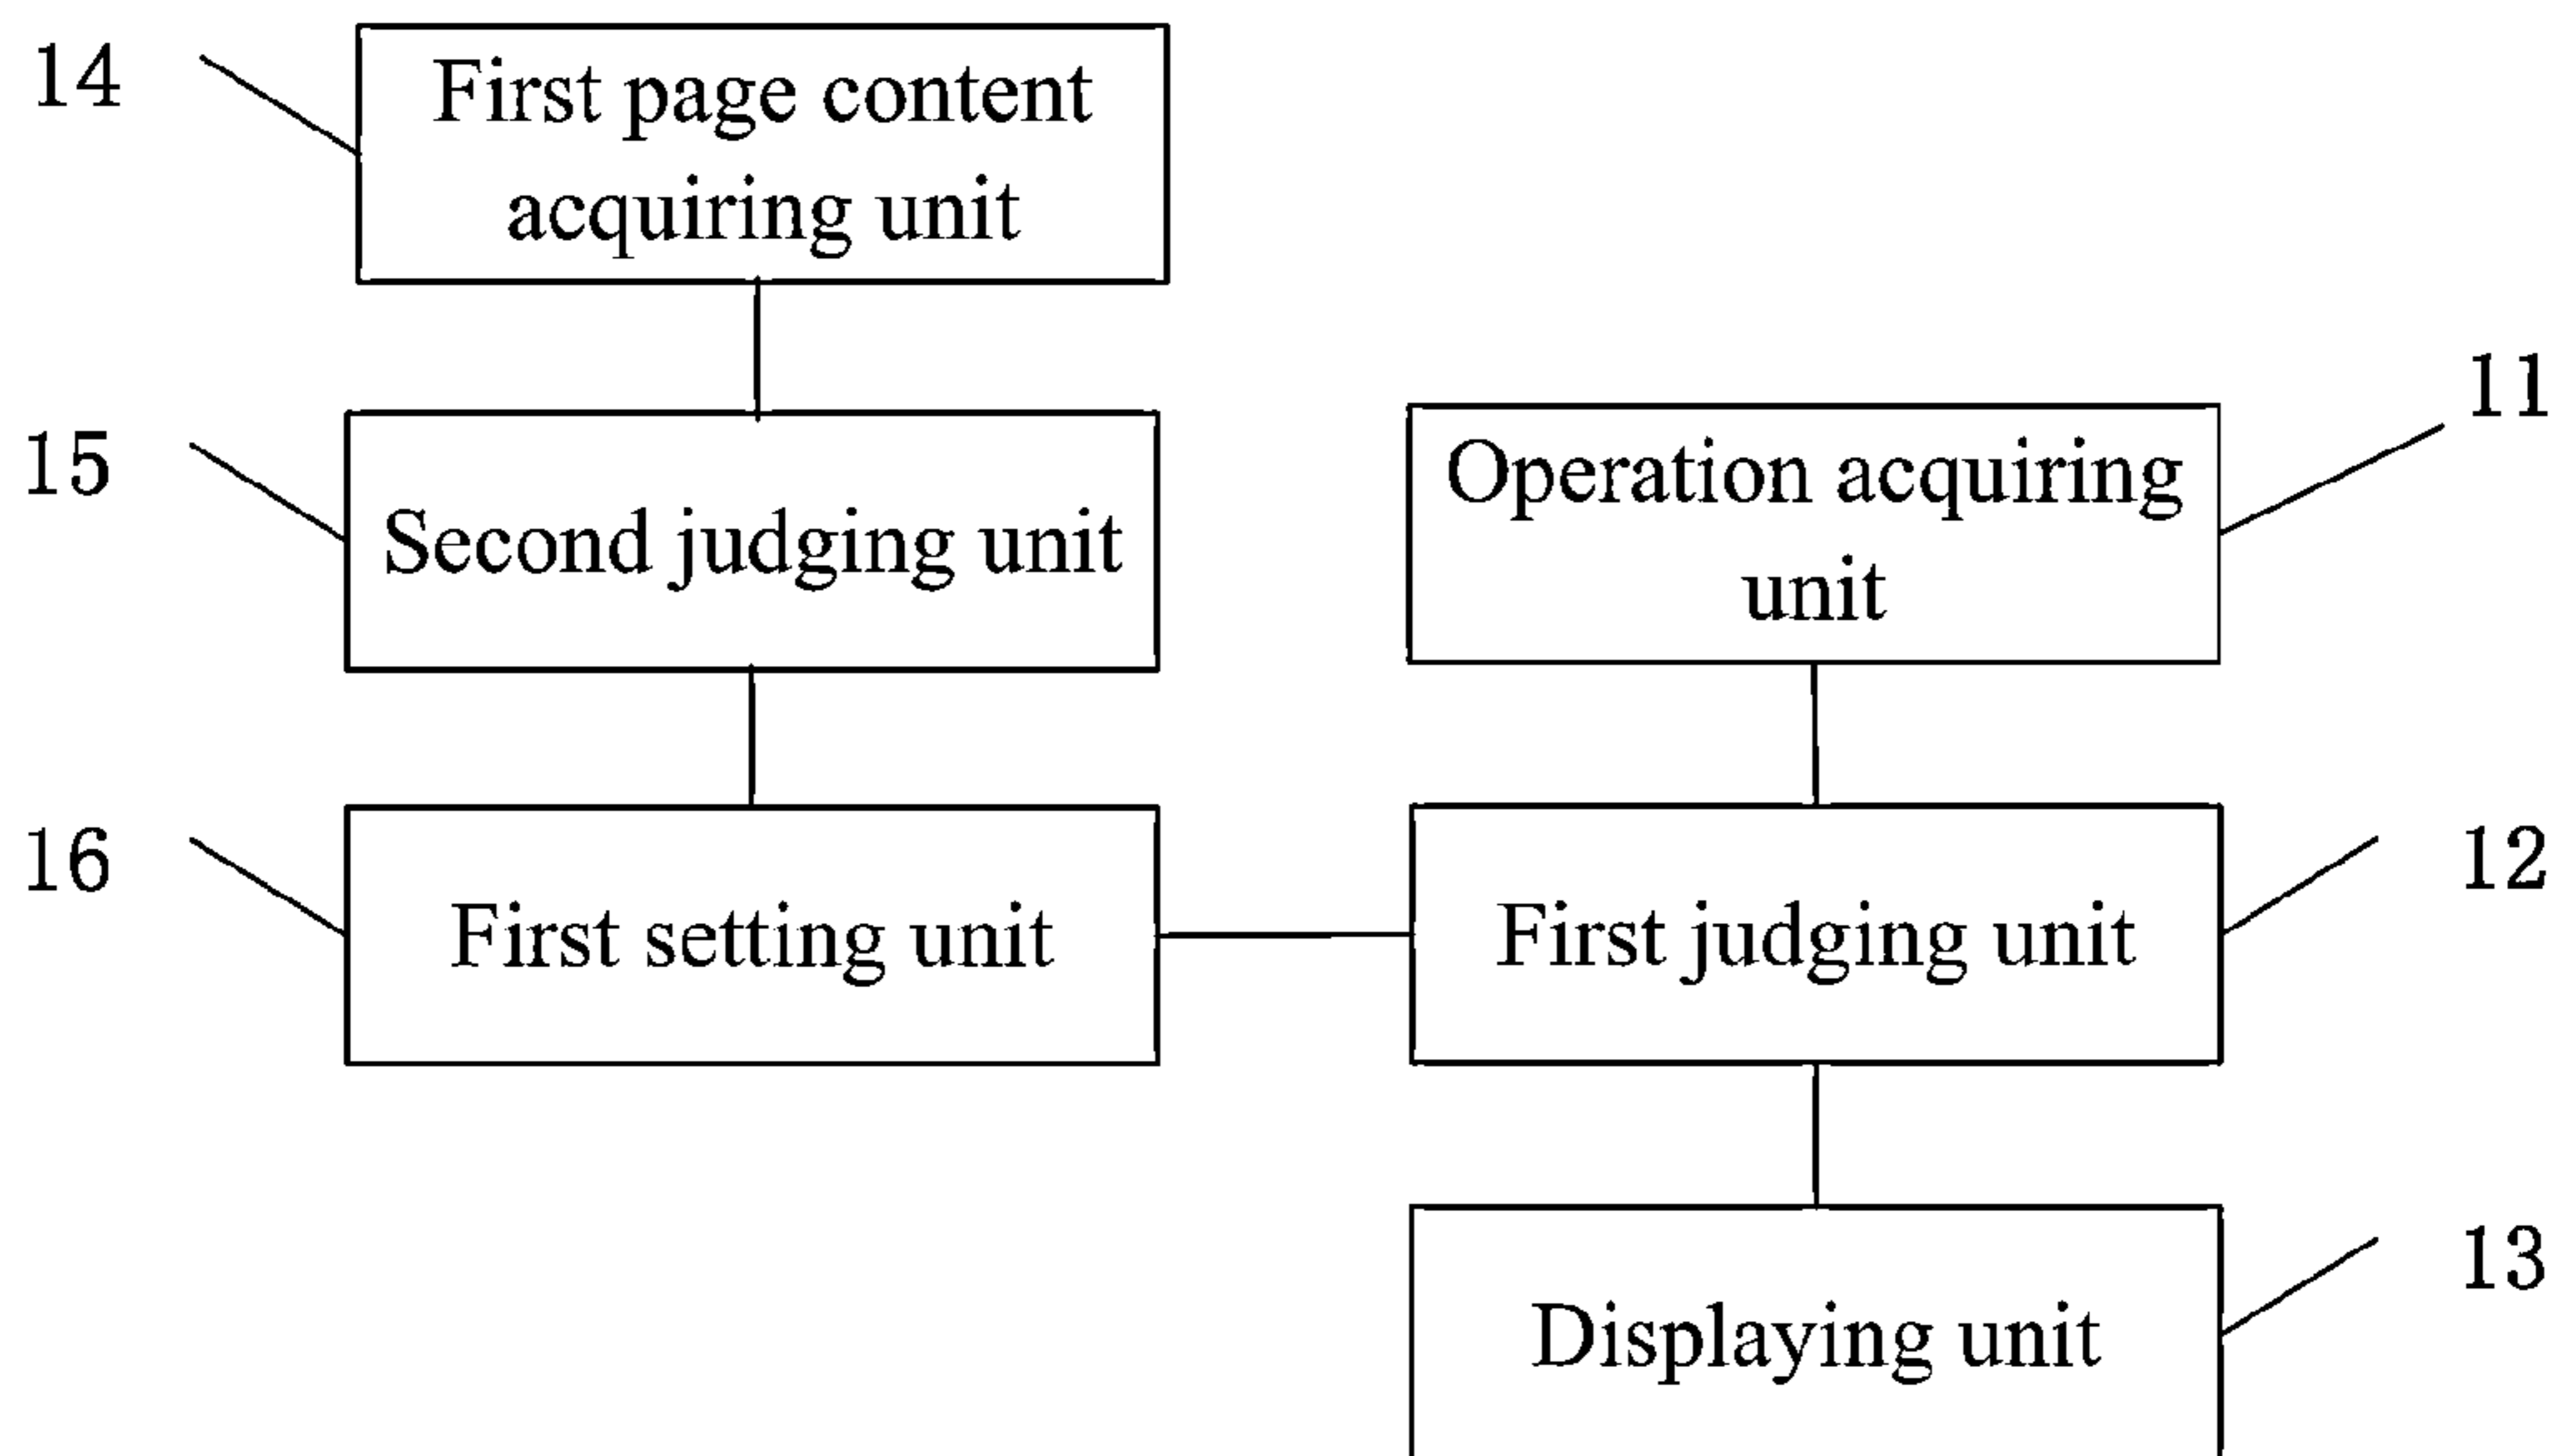 14
First page content
acquiring unit
15
Second judging unit
11
Operation acquiring
unit
16
First setting unit
First judging unit
12
Displaying unit
13